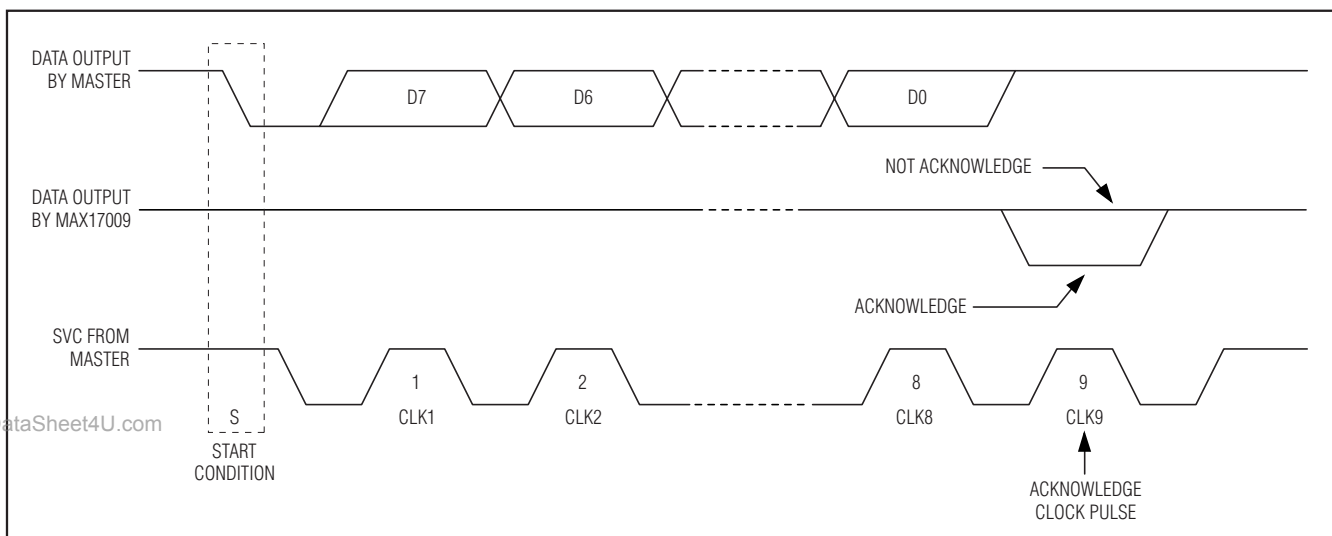 DATA OUTPUT
BY MASTER
D7
D6
D0
NOT ACKNOWLEDGE
DATA OUTPUT
BY MAX17009
ACKNOWLEDGE
SVC FROM
MASTER
1
2
8
9
S
CLK1
CLK2
CLK8
CLK9
ataSheet4U.com
START
CONDITION
ACKNOWLEDGE
CLOCK PULSE